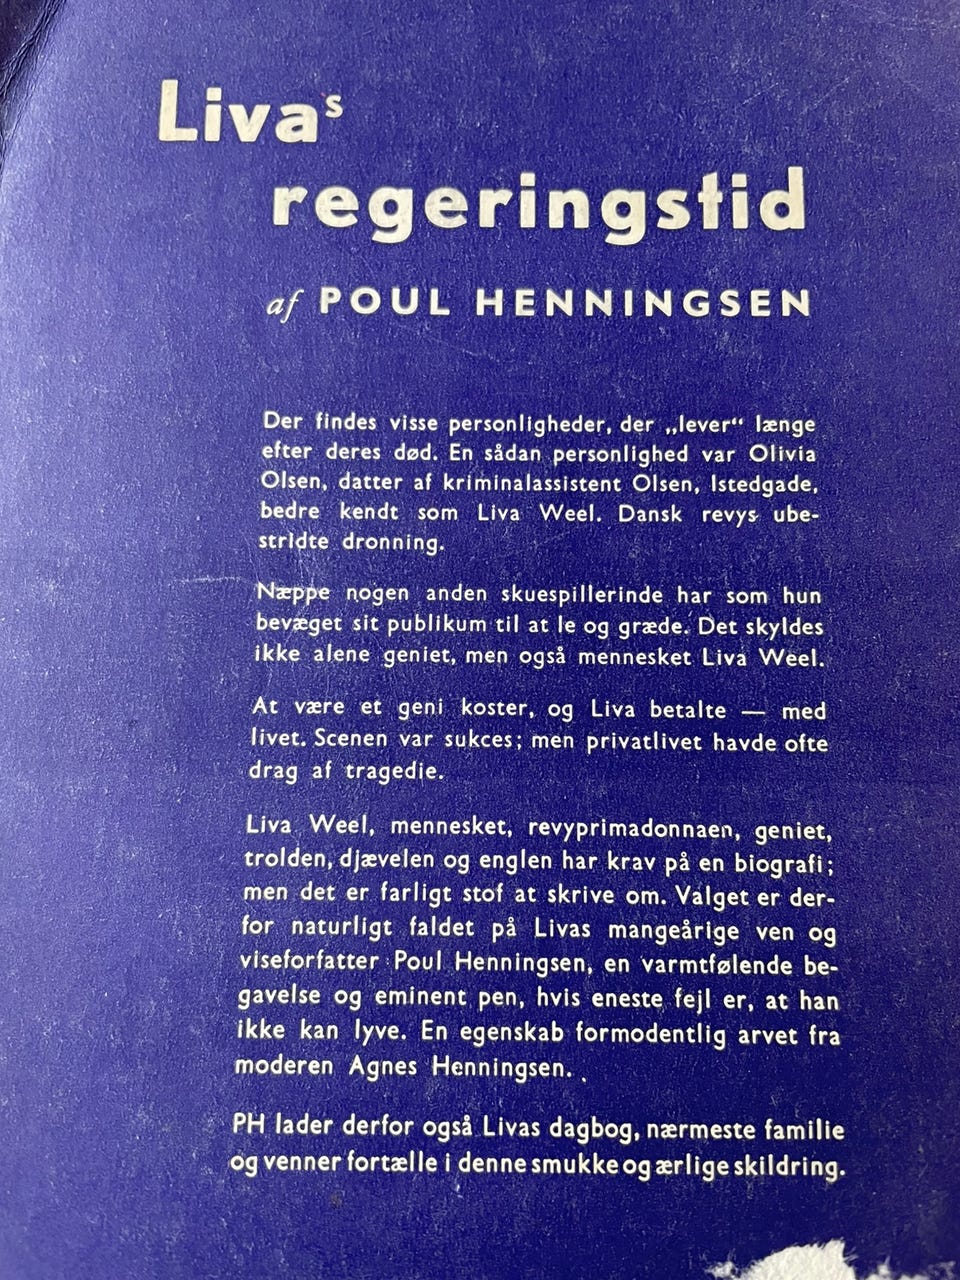 Livas
regeringstid
af POUL HENNINGSEN
Der findes visse personligheder, der „lever“ længe
efter deres død. En sådan personlighed var Olivia
Olsen, datter af kriminalassistent Olsen, Istedgade,
bedre kendt som Liva Weel. Dansk revys ube-
stridte dronning.
Næppe nogen anden skuespillerinde har som hun
bevæget sit publikum til at le og græde. Det skyldes
ikke alene geniet, men også mennesket Liva Weel.
At være et geni koster, og Liva betalte — med
livet. Scenen var sukces; men privatlivet havde ofte
drag af tragedie.
Liva Weel, mennesket, revyprimadonnaen, geniet,
trolden, djævelen og englen har krav på en biografi;
men det er farligt stof at skrive om. Valget er der-
for naturligt faldet på Livas mangeårige ven og
viseforfatter Poul Henningsen, en varmtfølende be-
gavelse og eminent pen, hvis eneste fejl er, at han
ikke kan lyve. En egenskab formodentlig arvet fra
moderen Agnes Henningsen.
PH lader derfor også Livas dagbog, nærmeste familie
og venner fortælle i denne smukke og ærlige skildring.